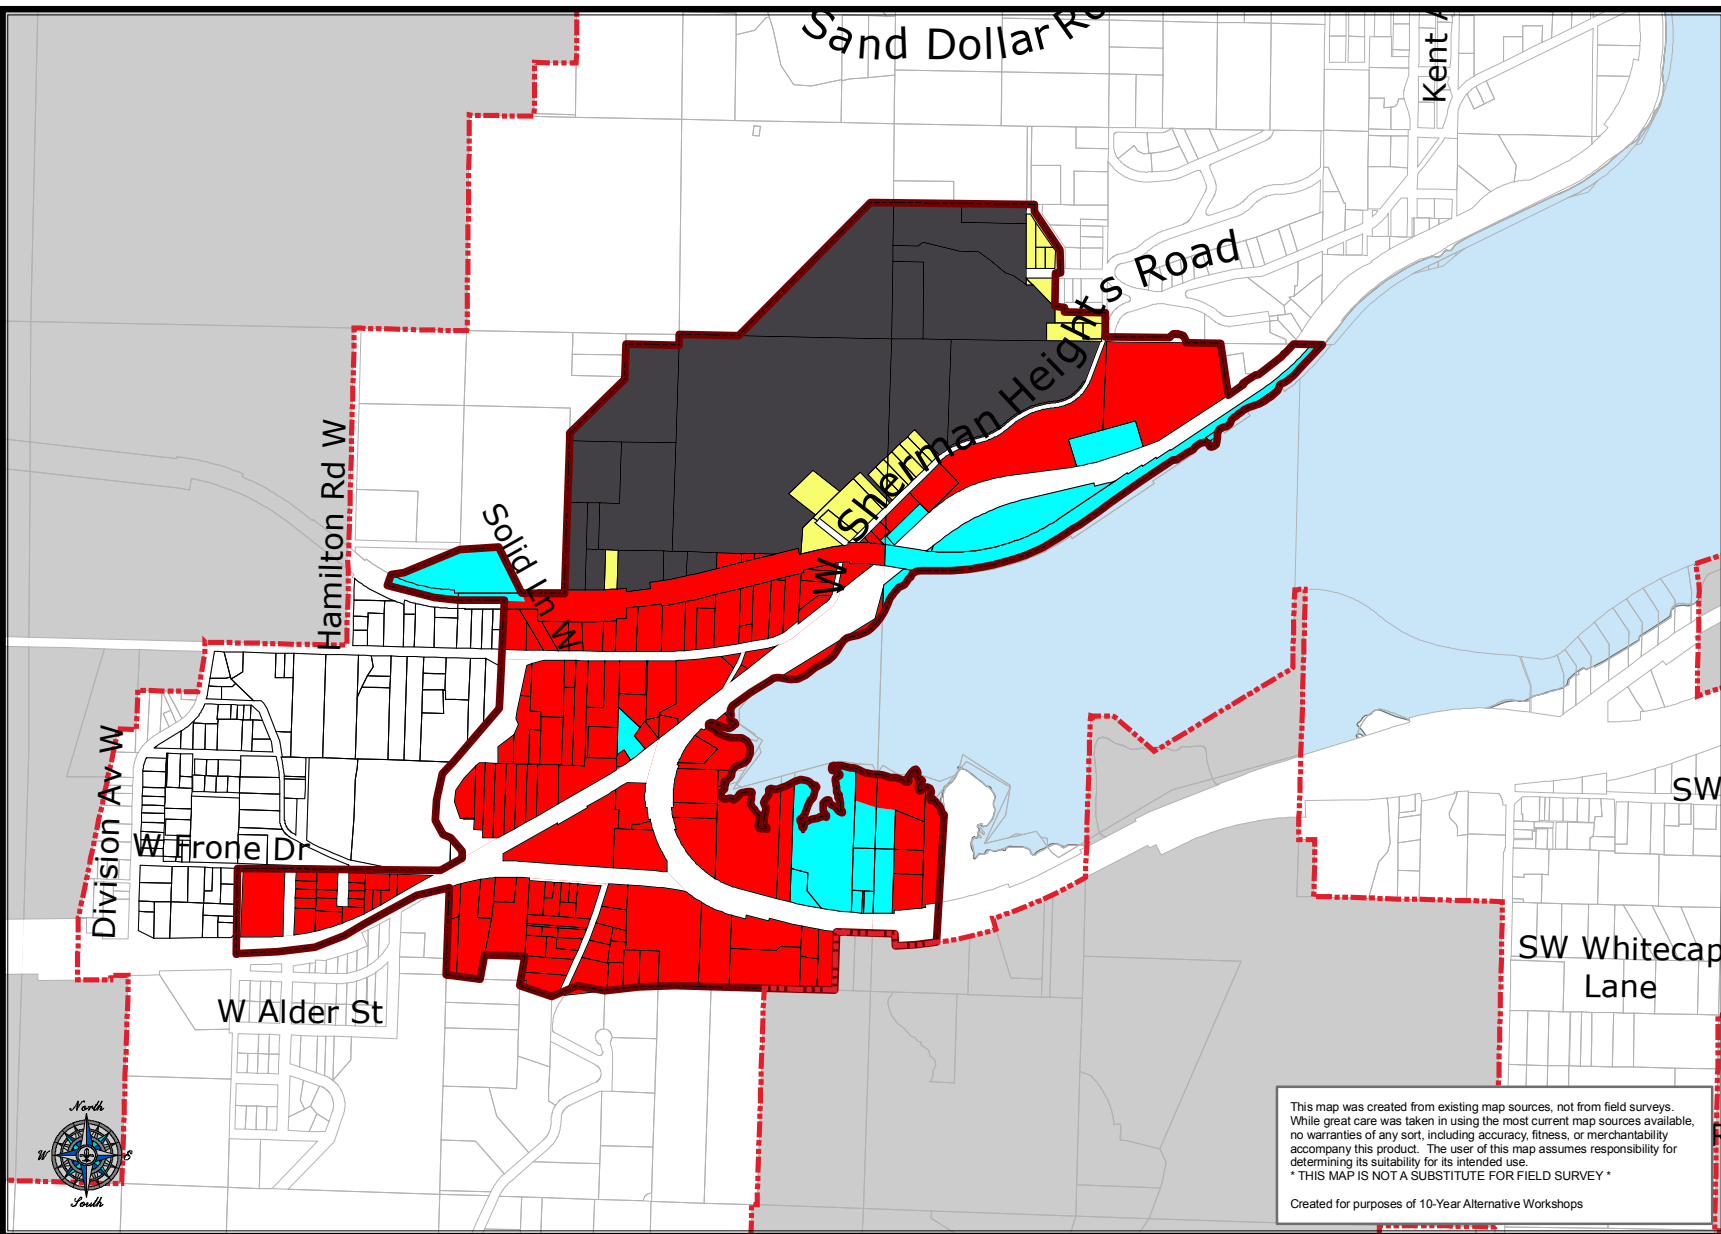 Sand Dollar
Kent
W Sherman Heights Road
Hamilton Rd W
Solid Ln W
Division Av W
W Frone Dr
W Alder St
SW
SW Whitecap
Lane
North
W
South
This map was created from existing map sources, not from field surveys.
While great care was taken in using the most current map sources available,
no warranties of any sort, including accuracy, fitness, or merchantability
accompany this product. The user of this map assumes responsibility for
determining its suitability for its intended use.
* THIS MAP IS NOT A SUBSTITUTE FOR FIELD SURVEY *
Created for purposes of 10-Year Alternative Workshops